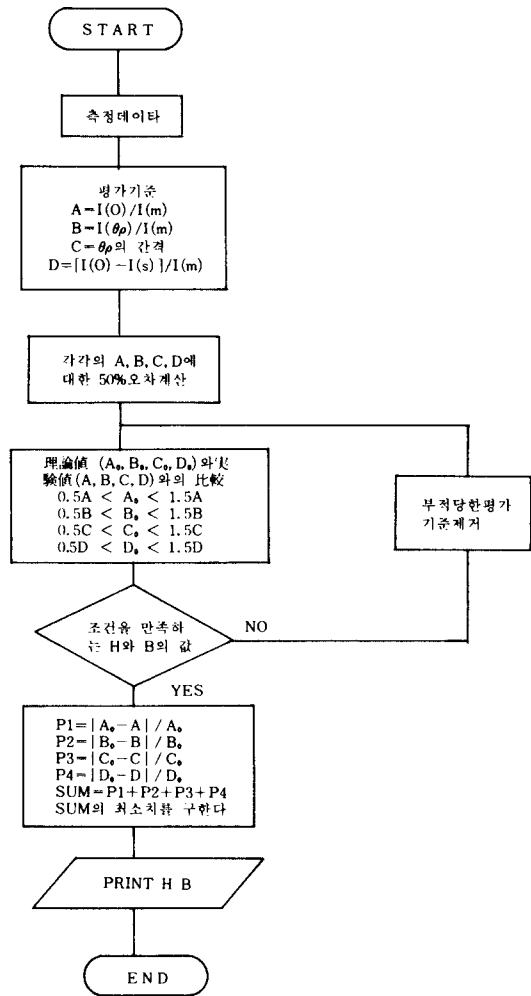 START
측정데이타
평가기준
A=I(O)/I(m)
B=I(θρ)/I(m)
C=θρ의 간격
D=[I(O)-I(s)]/I(m)
각각의 A, B, C, D에
대한 50%오차계산
理論値 (A₀, B₀, C₀, D₀)와 実
験値(A, B, C, D)와의 比較
0.5A < A₀ < 1.5A
0.5B < B₀ < 1.5B
0.5C < C₀ < 1.5C
0.5D < D₀ < 1.5D
부적당한평가
기준제거
조건을 만족하
는 H와 B의 값
NO
YES
P1=|A₀-A|/A₀
P2=|B₀-B|/B₀
P3=|C₀-C|/C₀
P4=|D₀-D|/D₀
SUM=P1+P2+P3+P4
SUM의 최소치를 구한다
PRINT H B
END